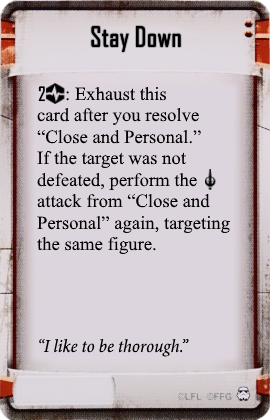 Stay Down
2: Exhaust this
card after you resolve
“Close and Personal.”
If the target was not
defeated, perform the
attack from “Close and
Personal” again, targeting
the same figure.
“I like to be thorough.”
©LFL ©FFG